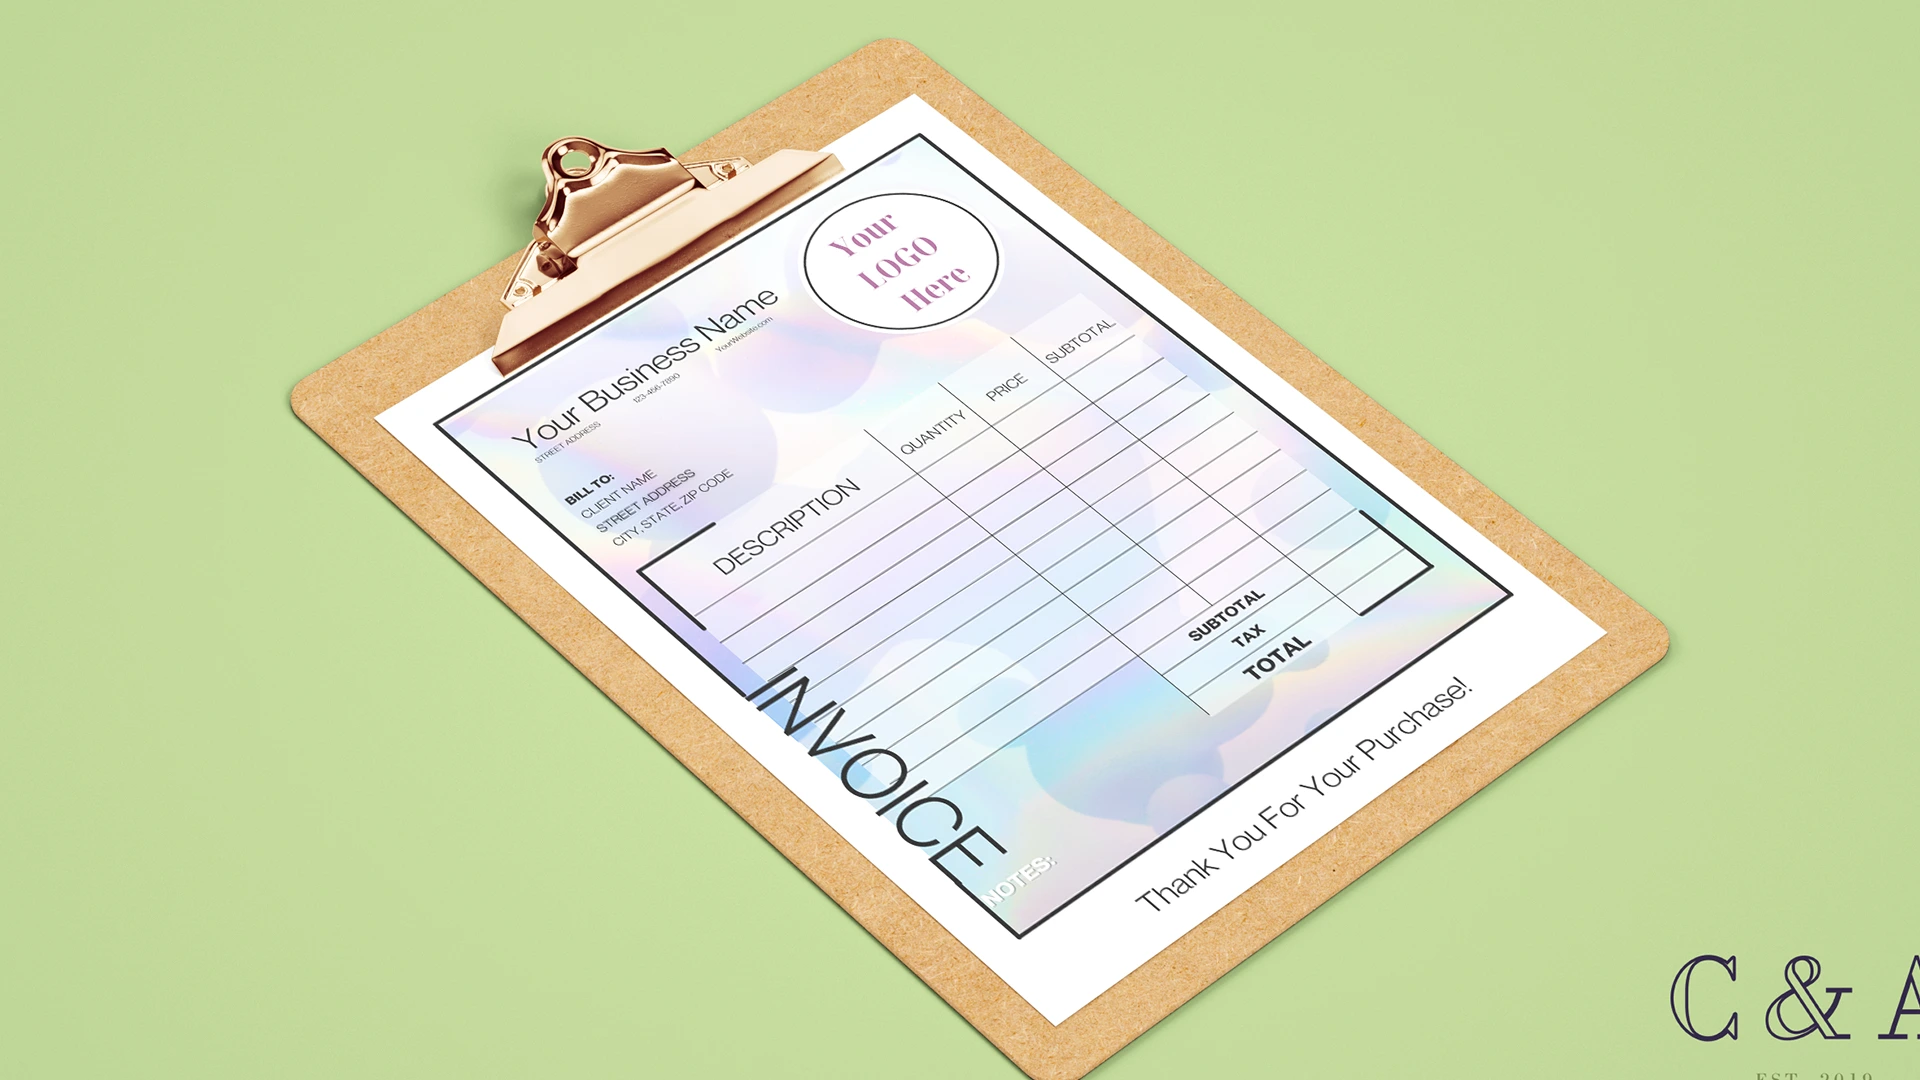 Your
LOGO
Here
Your Business Name
STREET ADDRESS
123-456-7890
YourWebsite.com
BILL TO:
CLIENT NAME
STREET ADDRESS
CITY, STATE, ZIP CODE
DESCRIPTION
QUANTITY
PRICE
SUBTOTAL
SUBTOTAL
TAX
TOTAL
INVOICE
NOTES:
Thank You For Your Purchase!
C & A
EST. 2019